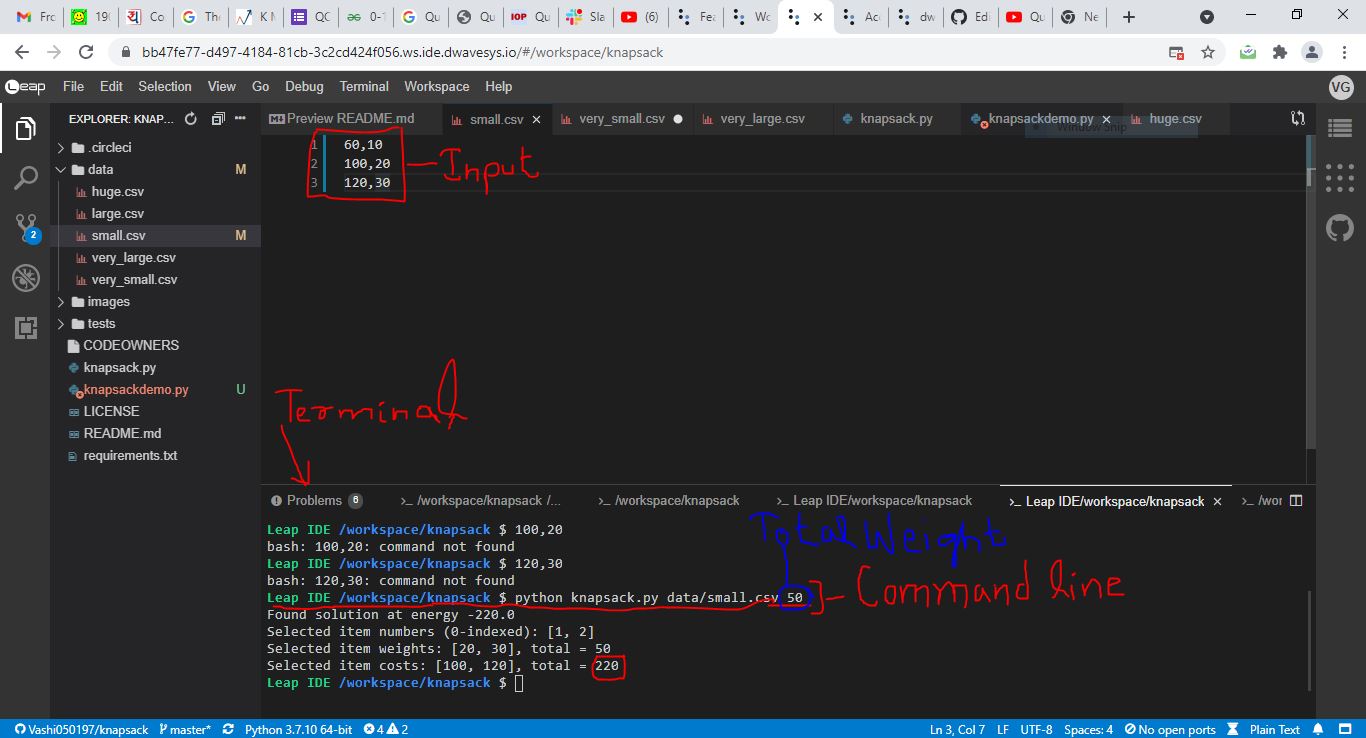 Frc
19(
Co
The
K M
QC
0-1
Qu
Qu
IOP Qu
Sla
(6)
Fea
Wo
Ac
dw
Edi
Qu
Ne
bb47fe77-d497-4184-81cb-3c2cd424f056.ws.ide.dwavesys.io/#/workspace/knapsack
Leap File Edit Selection View Go Debug Terminal Workspace Help VG
EXPLORER: KNAP...
Preview README.md small.csv very_small.csv very_large.csv knapsack.py knapsackdemo.py huge.csv
Window Snip
.circleci
data M
huge.csv
large.csv
small.csv M
very_large.csv
very_small.csv
images
tests
CODEOWNERS
knapsack.py
knapsackdemo.py U
LICENSE
README.md
requirements.txt
2
1 60,10
2 100,20
3 120,30
Input
Terminal
Problems 6 >_ /workspace/knapsack /... >_ /workspace/knapsack >_ Leap IDE/workspace/knapsack >_ Leap IDE/workspace/knapsack >_ /wor
Leap IDE /workspace/knapsack $ 100,20
bash: 100,20: command not found
Leap IDE /workspace/knapsack $ 120,30
bash: 120,30: command not found
Total Weight
Leap IDE /workspace/knapsack $ python knapsack.py data/small.csv 50
Command line
Found solution at energy -220.0
Selected item numbers (0-indexed): [1, 2]
Selected item weights: [20, 30], total = 50
Selected item costs: [100, 120], total = 220
Leap IDE /workspace/knapsack $
Vashi050197/knapsack master* Python 3.7.10 64-bit 4 2 Ln 3, Col 7 LF UTF-8 Spaces: 4 No open ports Plain Text